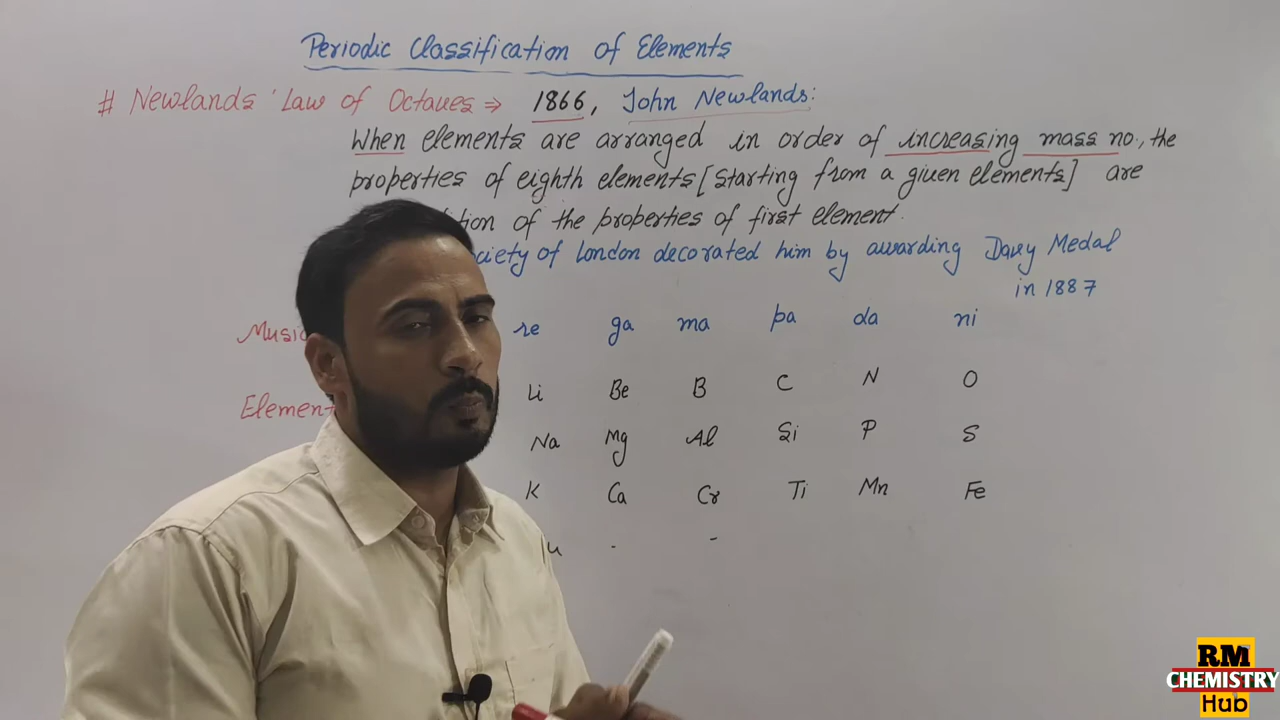 Periodic Classification of Elements
# Newlands' Law of Octaves ⇒ 1866, John Newlands:
When elements are arranged in order of increasing mass no., the
properties of eighth elements [starting from a given elements] are
of the properties of first element.
of London decorated him by awarding Davy Medal
in 1887
re ga ma pa da ni
Li Be B C N O
Element
Na Mg Al Si P S
K Ca Cr Ti Mn Fe
RM
CHEMISTRY
Hub